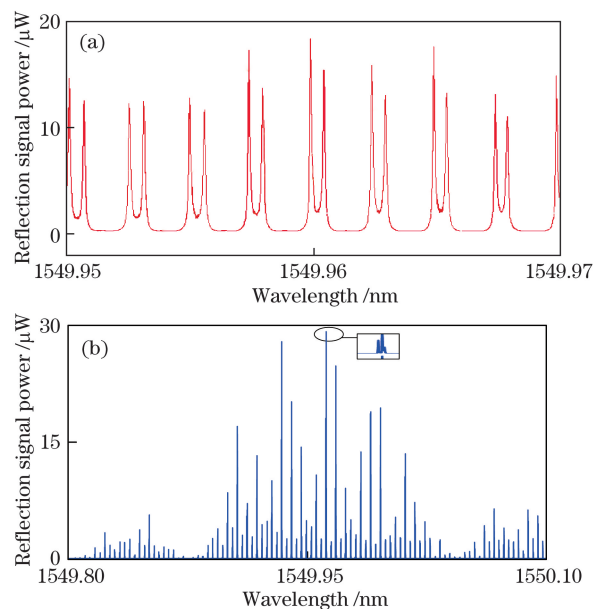 20
(a)
10
0
Reflection signal power /μW
1549.95 1549.96 1549.97
Wavelength /nm
30
(b)
15
0
Reflection signal power /μW
1549.80 1549.95 1550.10
Wavelength /nm